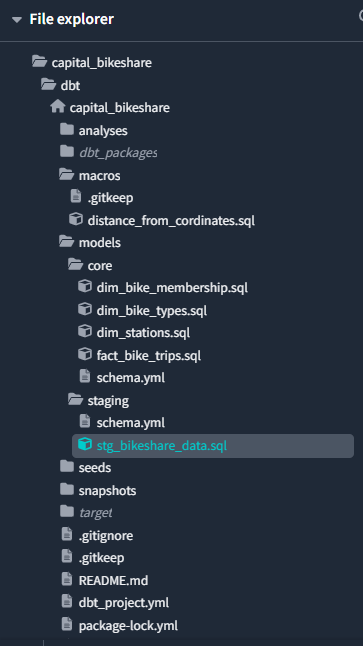 File explorer
capital_bikeshare
dbt
capital_bikeshare
analyses
dbt_packages
macros
.gitkeep
distance_from_cordinates.sql
models
core
dim_bike_membership.sql
dim_bike_types.sql
dim_stations.sql
fact_bike_trips.sql
schema.yml
staging
schema.yml
stg_bikeshare_data.sql
seeds
snapshots
target
.gitignore
.gitkeep
README.md
dbt_project.yml
package-lock.yml